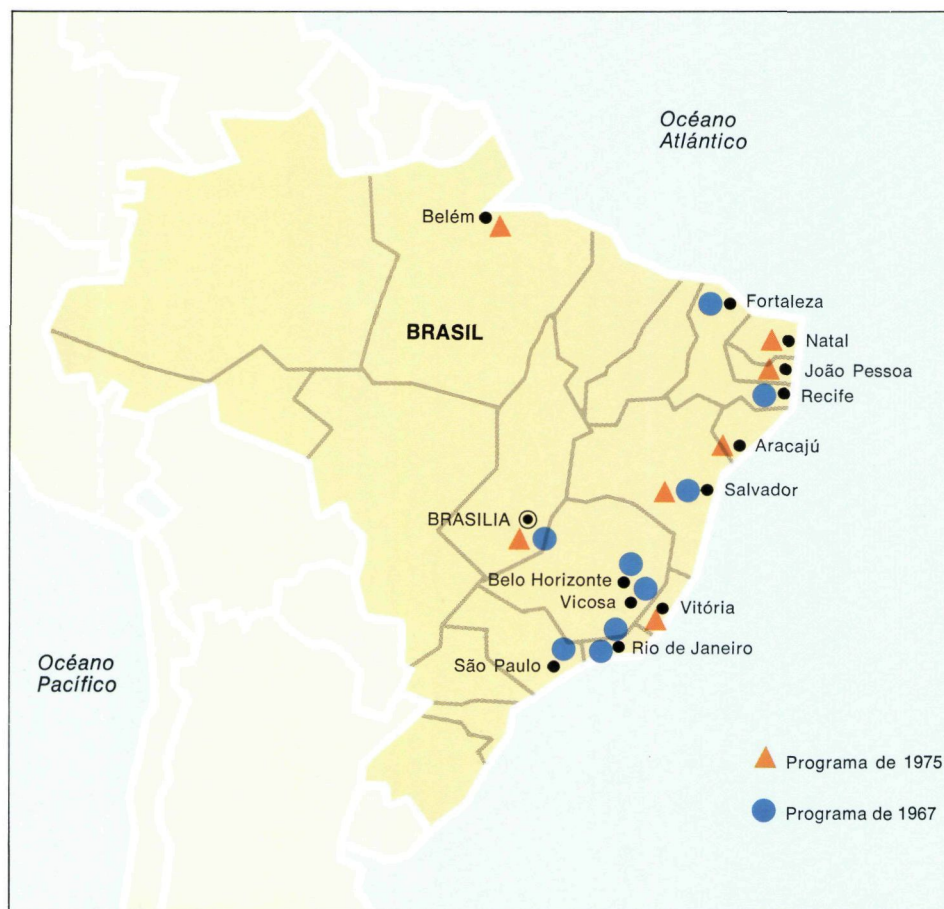 Océano
Atlántico
Belém
Fortaleza
BRASIL
Natal
João Pessoa
Recife
Aracajú
Salvador
BRASILIA
Belo Horizonte
Vicosa
Vitória
Rio de Janeiro
São Paulo
Océano
Pacífico
Programa de 1975
Programa de 1967